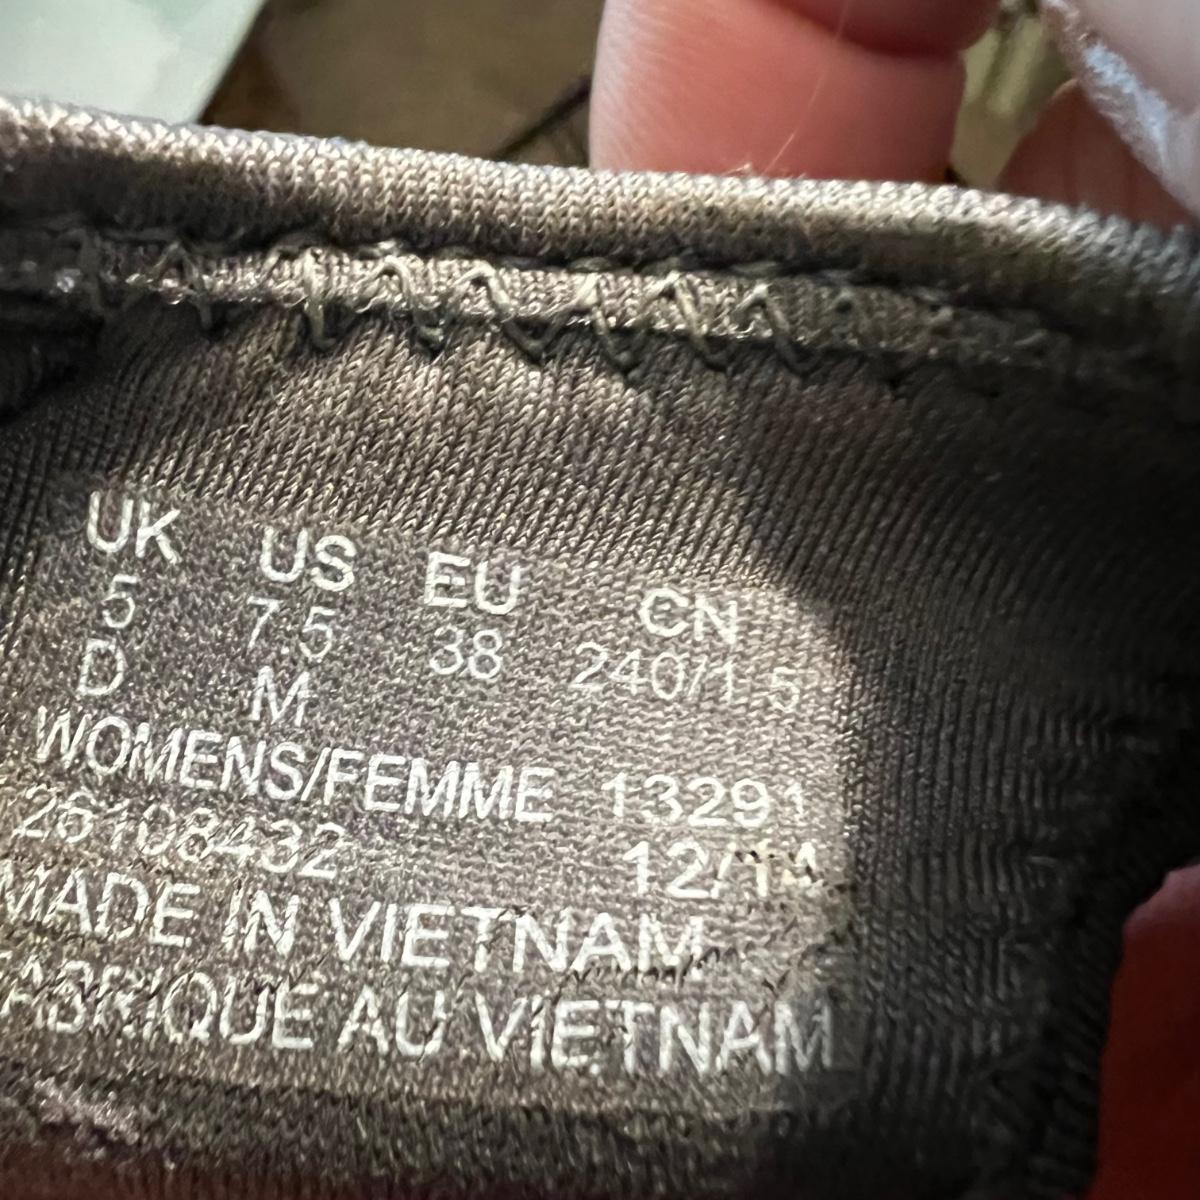 UK US EU CN
5 7.5 38 240/1.5
D M
WOMENS/FEMME 13291
26108432 12/14
MADE IN VIETNAM
FABRIQUE AU VIETNAM